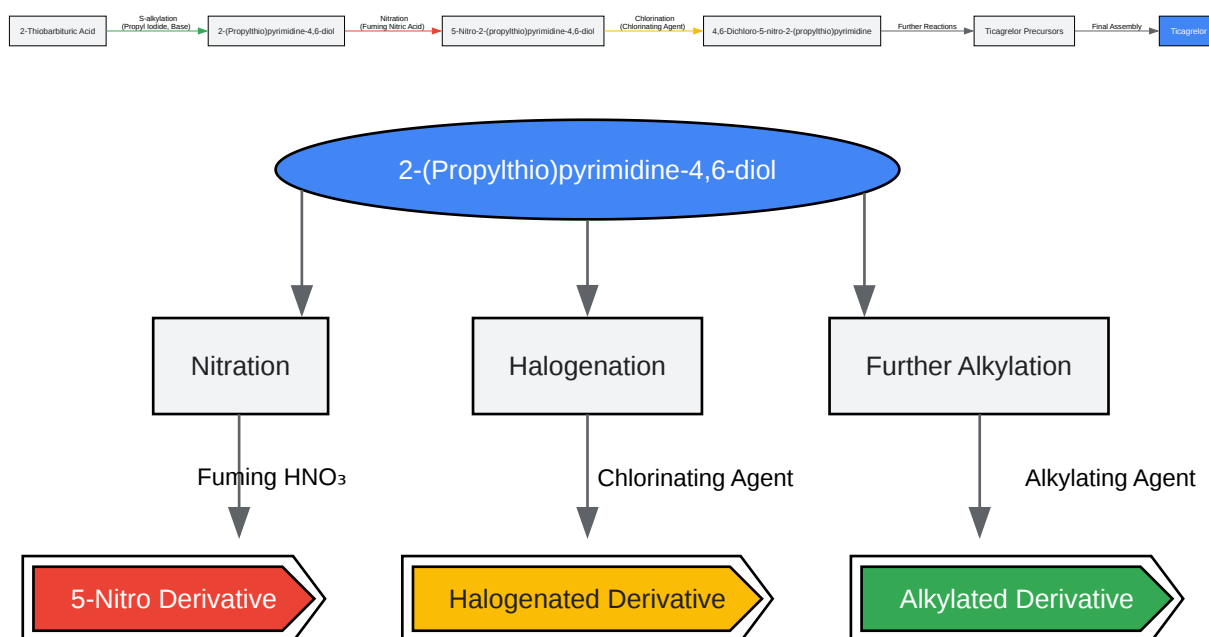 2-Thiobarbituric Acid
S-alkylation
(Propyl Iodide, Base)
2-(Propylthio)pyrimidine-4,6-diol
Nitration
(Fuming Nitric Acid)
5-Nitro-2-(propylthio)pyrimidine-4,6-diol
Chlorination
(Chlorinating Agent)
4,6-Dichloro-5-nitro-2-(propylthio)pyrimidine
Further Reactions
Ticagrelor Precursors
Final Assembly
Ticagrelor
2-(Propylthio)pyrimidine-4,6-diol
Nitration
Halogenation
Further Alkylation
Fuming HNO₃
Chlorinating Agent
Alkylating Agent
5-Nitro Derivative
Halogenated Derivative
Alkylated Derivative